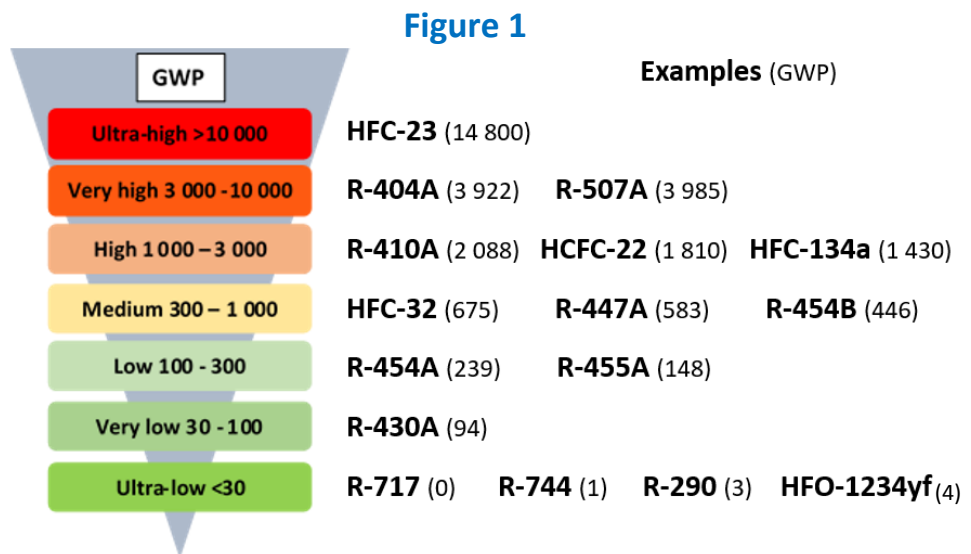 Figure 1
GWP
Examples (GWP)
Ultra-high >10 000
HFC-23 (14 800)
Very high 3 000 -10 000
R-404A (3 922) R-507A (3 985)
High 1 000 – 3 000
R-410A (2 088) HCFC-22 (1 810) HFC-134a (1 430)
Medium 300 – 1 000
HFC-32 (675) R-447A (583) R-454B (446)
Low 100 - 300
R-454A (239) R-455A (148)
Very low 30 -100
R-430A (94)
Ultra-low <30
R-717 (0) R-744 (1) R-290 (3) HFO-1234yf (4)